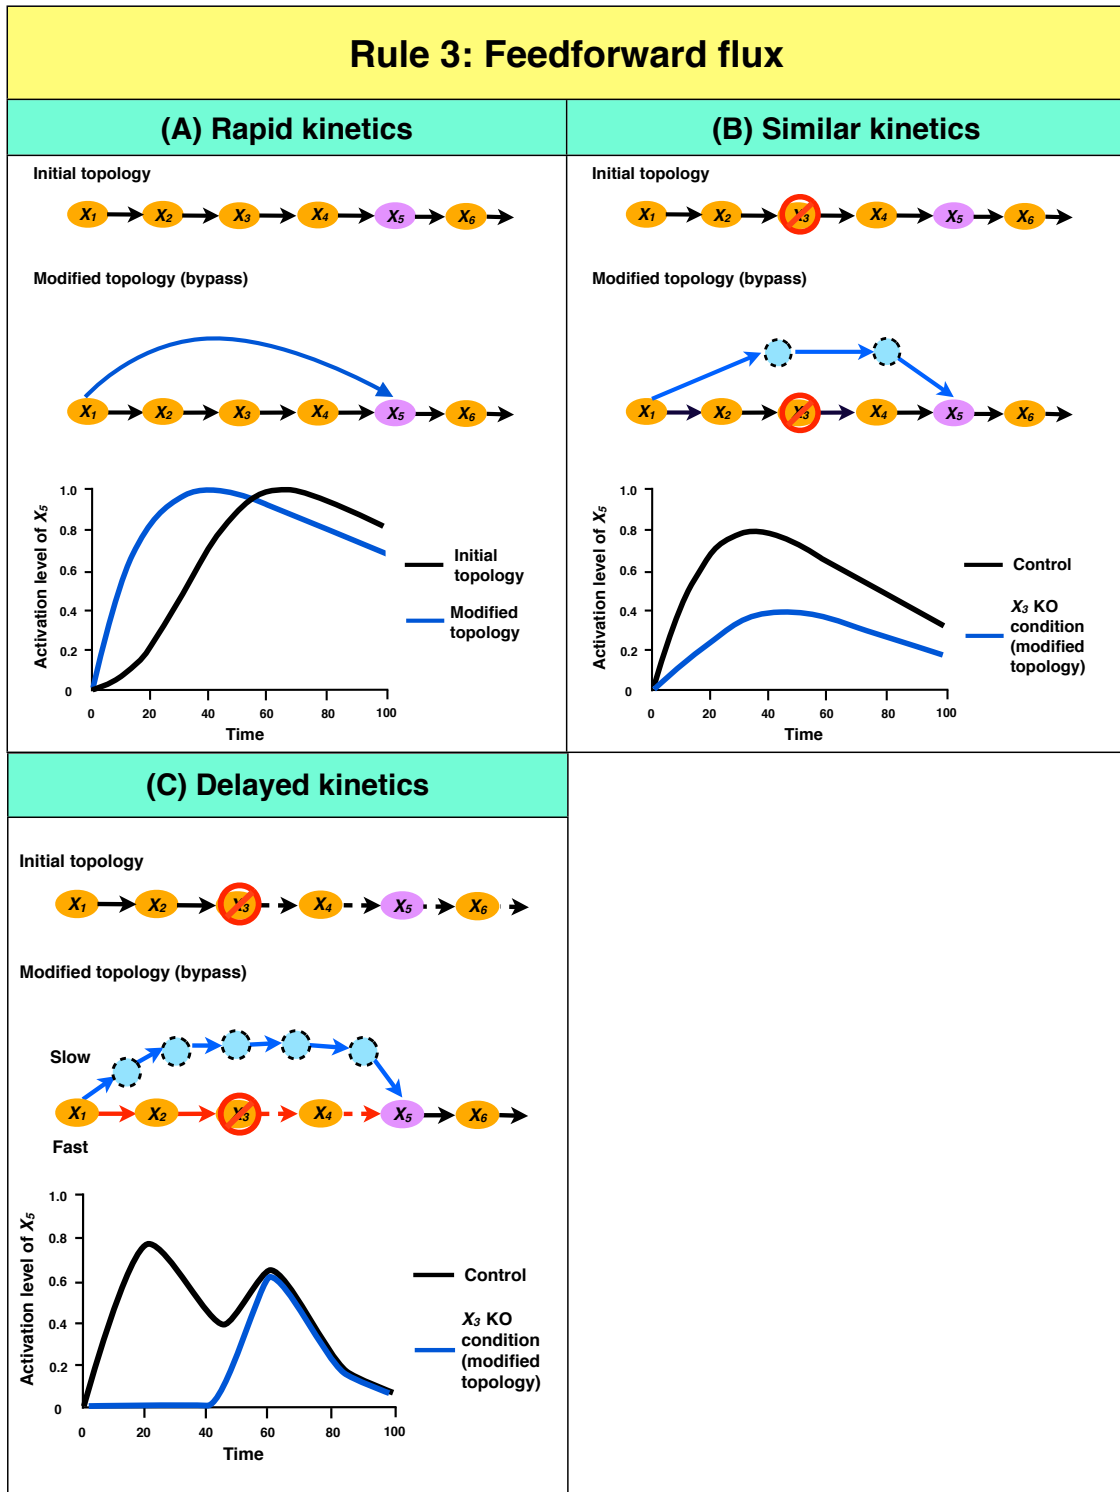 Rule 3: Feedforward flux
(A) Rapid kinetics
(B) Similar kinetics
Initial topology
X1 X2 X3 X4 X5 X6
Modified topology (bypass)
X1 X2 X3 X4 X5 X6
Activation level of X5
1.0
0.8
0.6
0.4
0.2
0
0 20 40 60 80 100
Time
Initial
topology
Modified
topology
Initial topology
X1 X2 X3 X4 X5 X6
Modified topology (bypass)
X1 X2 X3 X4 X5 X6
Activation level of X5
1.0
0.8
0.6
0.4
0.2
0
0 20 40 60 80 100
Time
Control
X3 KO
condition
(modified
topology)
(C) Delayed kinetics
Initial topology
X1 X2 X3 X4 X5 X6
Modified topology (bypass)
Slow
X1 X2 X3 X4 X5 X6
Fast
Activation level of X5
1.0
0.8
0.6
0.4
0.2
0
0 20 40 60 80 100
Time
Control
X3 KO
condition
(modified
topology)